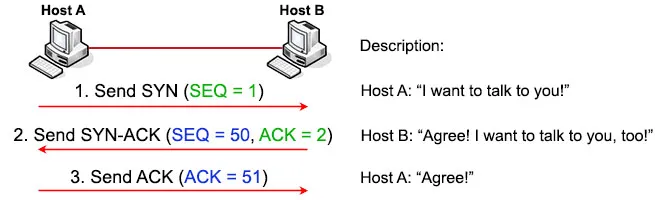 Host A
Host B
Description:
1. Send SYN (SEQ = 1)
Host A: “I want to talk to you!”
2. Send SYN-ACK (SEQ = 50, ACK = 2)
Host B: “Agree! I want to talk to you, too!”
3. Send ACK (ACK = 51)
Host A: “Agree!”